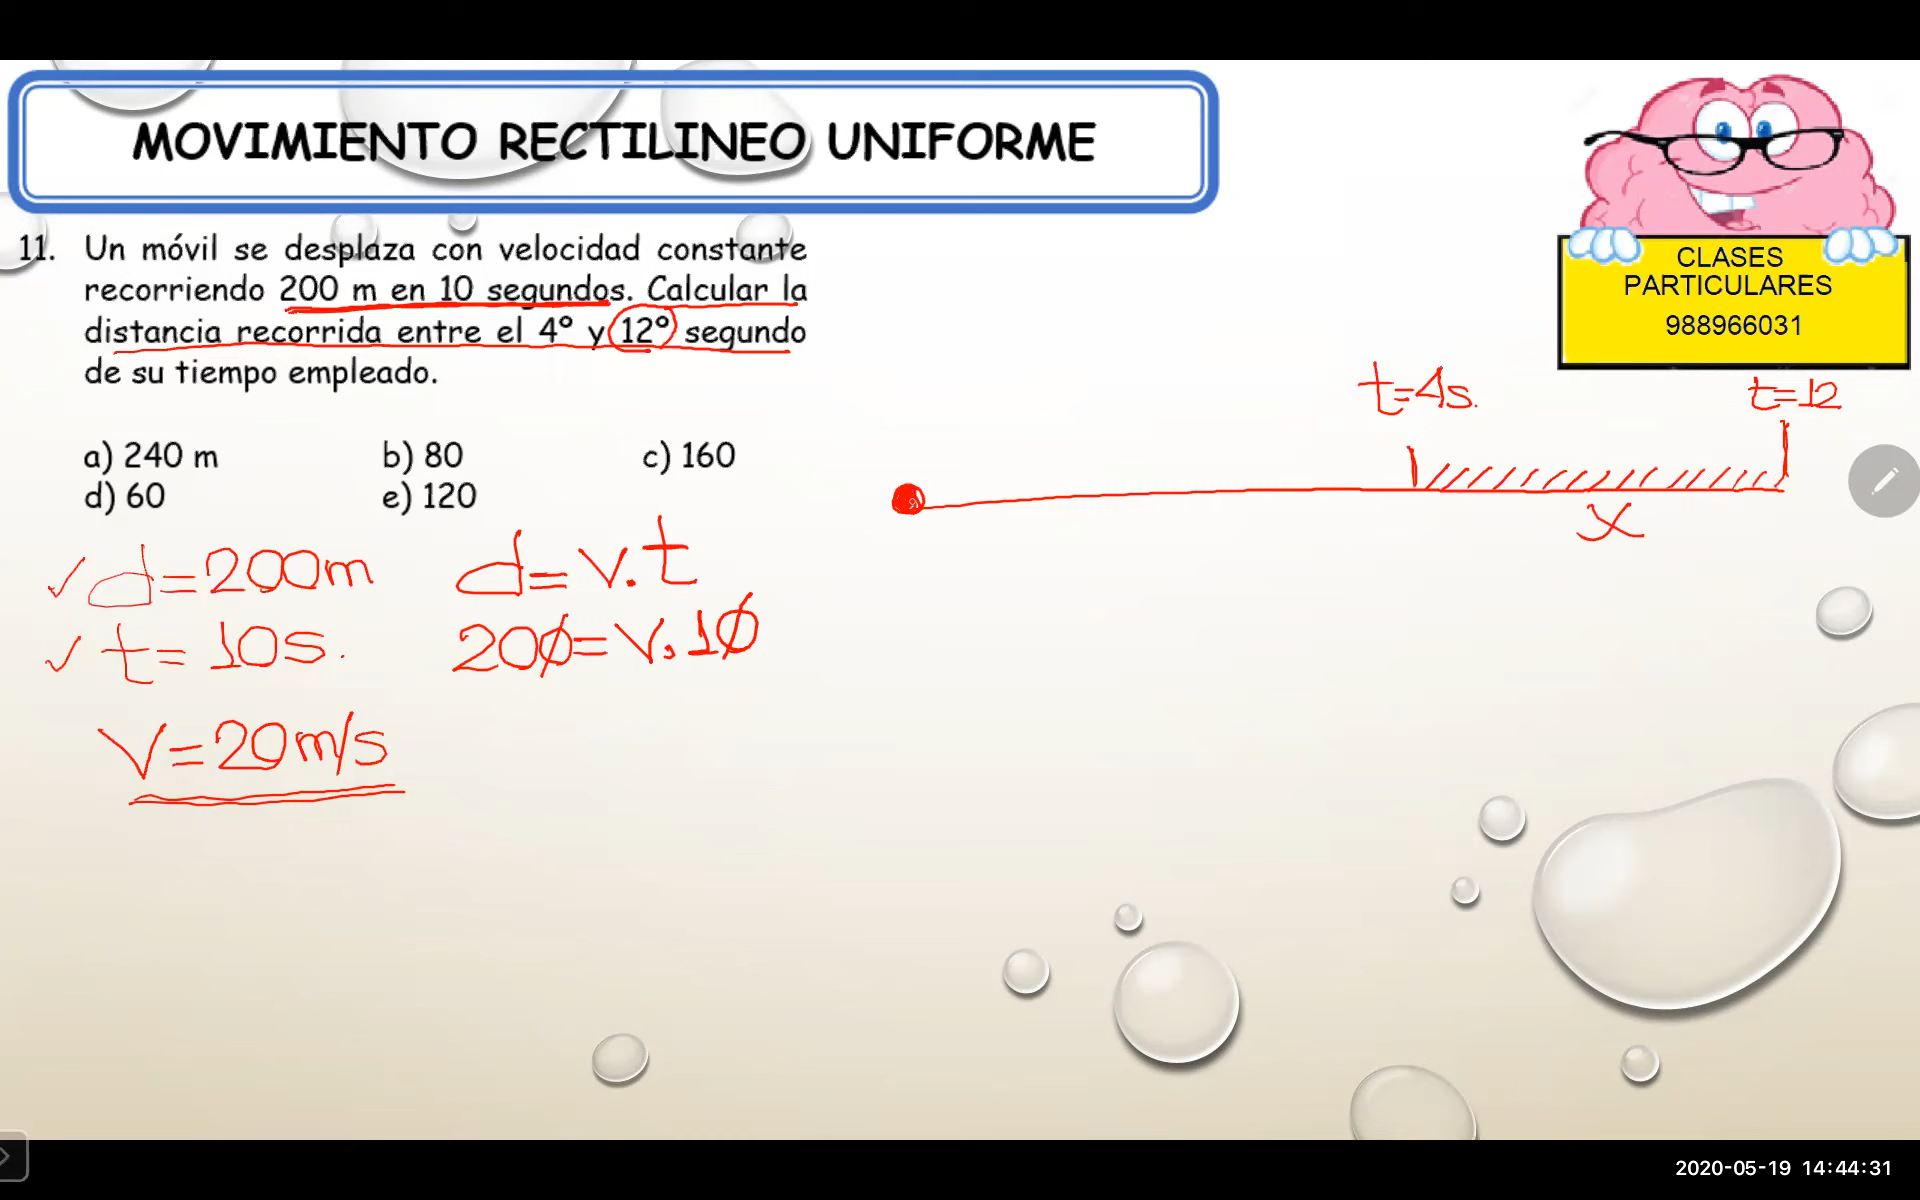 MOVIMIENTO RECTILINEO UNIFORME
CLASES
PARTICULARES
988966031
11. Un móvil se desplaza con velocidad constante
recorriendo 200 m en 10 segundos. Calcular la
distancia recorrida entre el 4º y 12º segundo
de su tiempo empleado.
a) 240 m b) 80 c) 160
d) 60 e) 120
t=4s. t=12
x
d=200m d=v.t
t=10s. 200=v.10
V=20m/s
2020-05-19 14:44:31